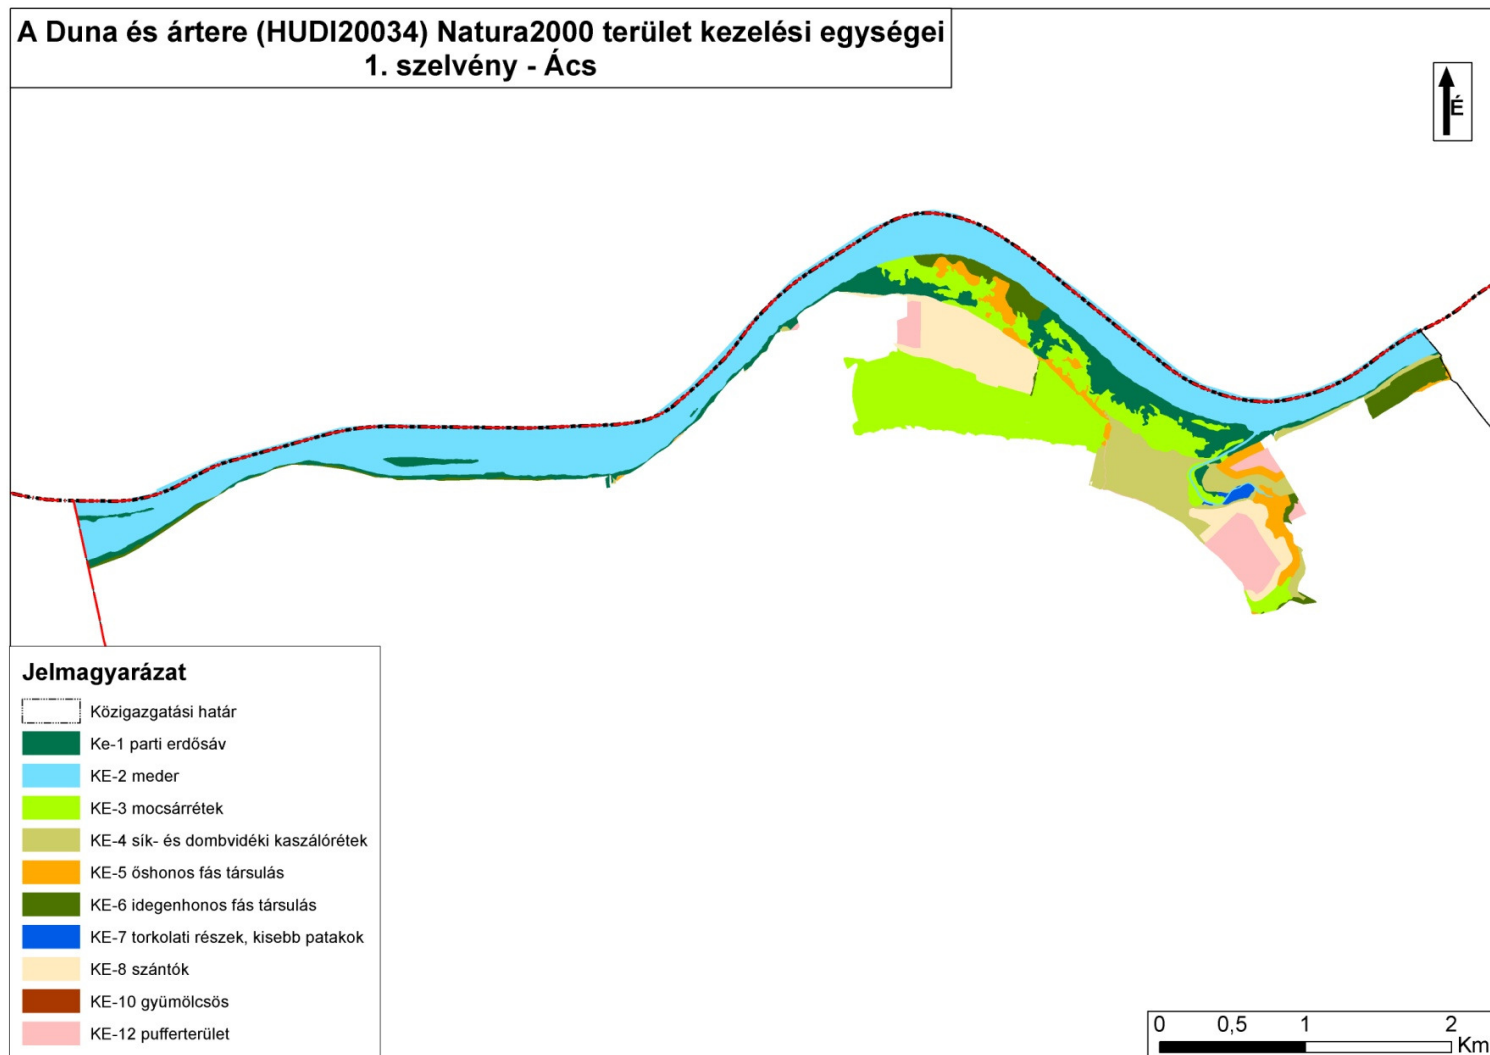 A Duna és ártere (HUDI20034) Natura2000 terület kezelési egységei
1. szelvény - Ács
É
Jelmagyarázat
Közigazgatási határ
Ke-1 parti erdősáv
KE-2 meder
KE-3 mocsárrétek
KE-4 sík- és dombvidéki kaszálórétek
KE-5 őshonos fás társulás
KE-6 idegenhonos fás társulás
KE-7 torkolati részek, kisebb patakok
KE-8 szántók
KE-10 gyümölcsös
KE-12 pufferterület
0 0,5 1 2
Km